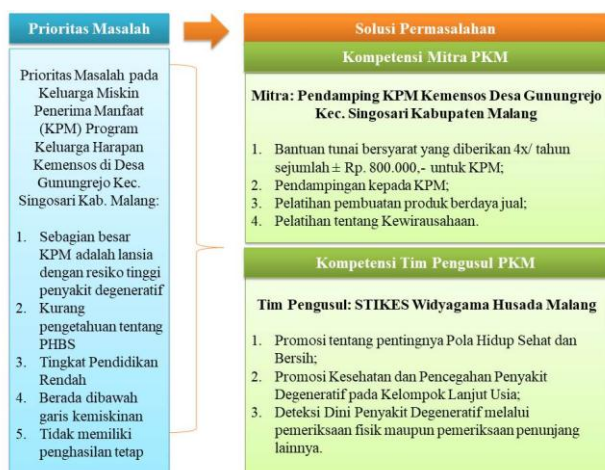 Prioritas Masalah
Prioritas Masalah pada
Keluarga Miskin
Penerima Manfaat
(KPM) Program
Keluarga Harapan
Kemensos di Desa
Gunungrejo Kec.
Singosari Kab. Malang:
1. Sebagian besar
KPM adalah lansia
dengan resiko tinggi
penyakit degeneratif
2. Kurang
pengetahuan tentang
PHBS
3. Tingkat Pendidikan
Rendah
4. Berada dibawah
garis kemiskinan
5. Tidak memiliki
penghasilan tetap
Solusi Permasalahan
Kompetensi Mitra PKM
Mitra: Pendamping KPM Kemensos Desa Gunungrejo
Kec. Singosari Kabupaten Malang
1. Bantuan tunai bersyarat yang diberikan 4x/ tahun
sejumlah ± Rp. 800.000,- untuk KPM;
2. Pendampingan kepada KPM;
3. Pelatihan pembuatan produk berdaya jual;
4. Pelatihan tentang Kewirausahaan.
Kompetensi Tim Pengusul PKM
Tim Pengusul: STIKES Widyagama Husada Malang
1. Promosi tentang pentingnya Pola Hidup Sehat dan
Bersih;
2. Promosi Kesehatan dan Pencegahan Penyakit
Degeneratif pada Kelompok Lanjut Usia;
3. Deteksi Dini Penyakit Degeneratif melalui
pemeriksaan fisik maupun pemeriksaan penunjang
lainnya.